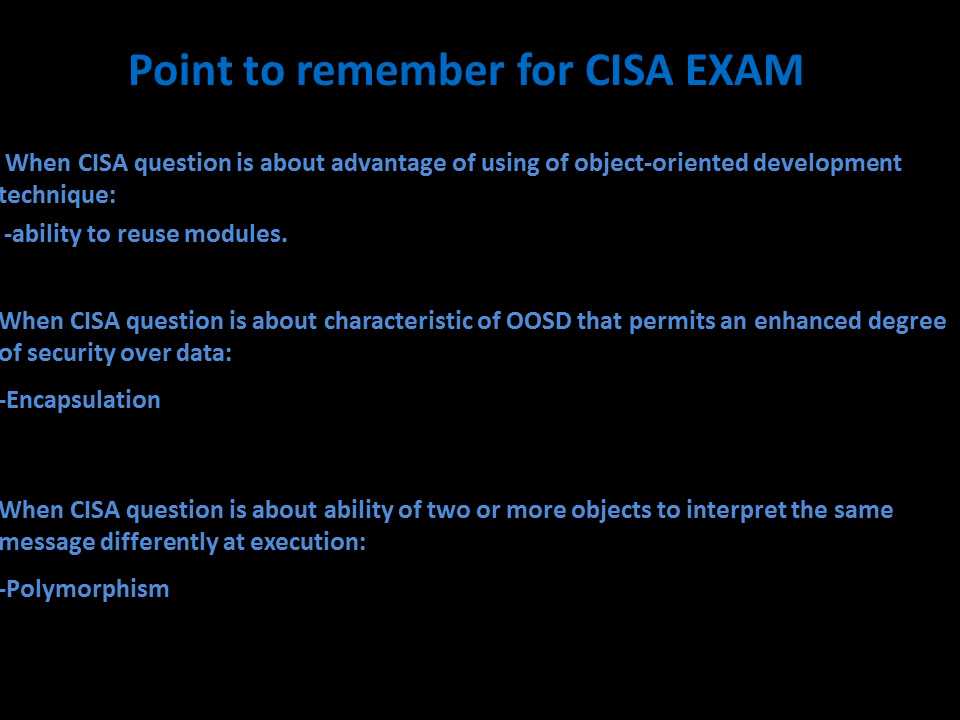 Point to remember for CISA EXAM
When CISA question is about advantage of using of object-oriented development
technique:
-ability to reuse modules.
When CISA question is about characteristic of OOSD that permits an enhanced degree
of security over data:
-Encapsulation
When CISA question is about ability of two or more objects to interpret the same
message differently at execution:
-Polymorphism